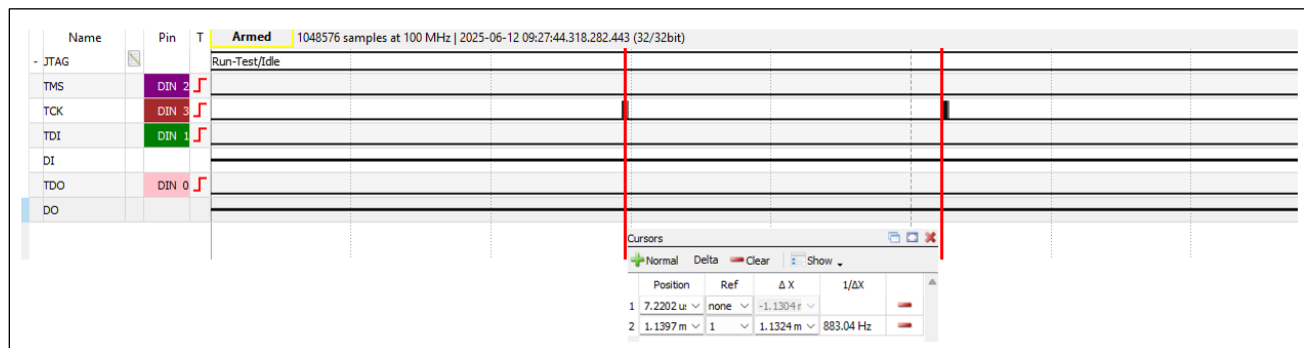 Name Pin T Armed 1048576 samples at 100 MHz | 2025-06-12 09:27:44.318.282.443 (32/32bit)
- JTAG Run-Test/Idle
TMS DIN 2
TCK DIN 3
TDI DIN 1
DI
TDO DIN 0
DO
Cursors
Normal Delta Clear Show
Position Ref Δ X 1/ΔX
1 7.2202 u: none -1.1304 r
2 1.1397 m 1 1.1324 m 883.04 Hz